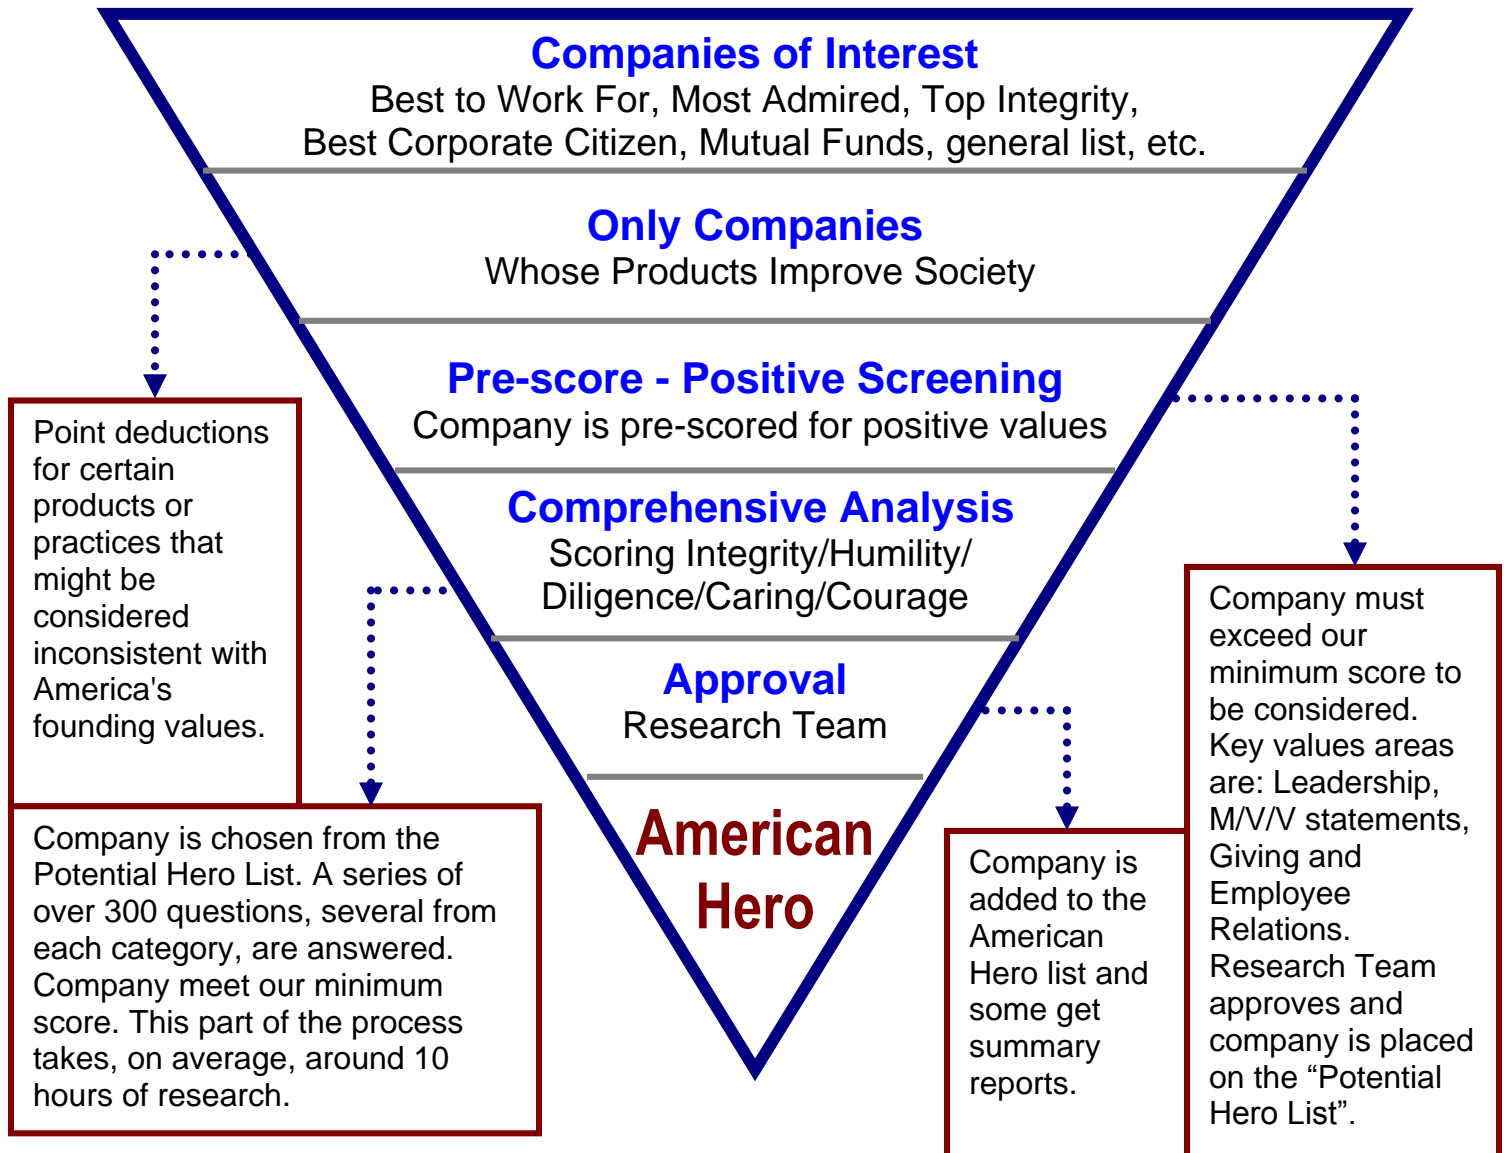 Companies of Interest
Best to Work For, Most Admired, Top Integrity,
Best Corporate Citizen, Mutual Funds, general list, etc.
Only Companies
Whose Products Improve Society
Pre-score - Positive Screening
Company is pre-scored for positive values
Comprehensive Analysis
Scoring Integrity/Humility/
Diligence/Caring/Courage
Approval
Research Team
American
Hero
Point deductions
for certain
products or
practices that
might be
considered
inconsistent with
America's
founding values.
Company is chosen from the
Potential Hero List. A series of
over 300 questions, several from
each category, are answered.
Company meet our minimum
score. This part of the process
takes, on average, around 10
hours of research.
Company is
added to the
American
Hero list and
some get
summary
reports.
Company must
exceed our
minimum score to
be considered.
Key values areas
are: Leadership,
M/V/V statements,
Giving and
Employee
Relations.
Research Team
approves and
company is placed
on the “Potential
Hero List”.